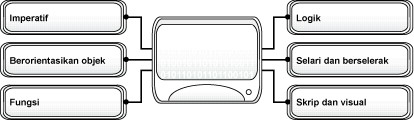 Imperatif
Berorientasikan objek
Fungsi
Logik
Selari dan berselerak
Skrip dan visual